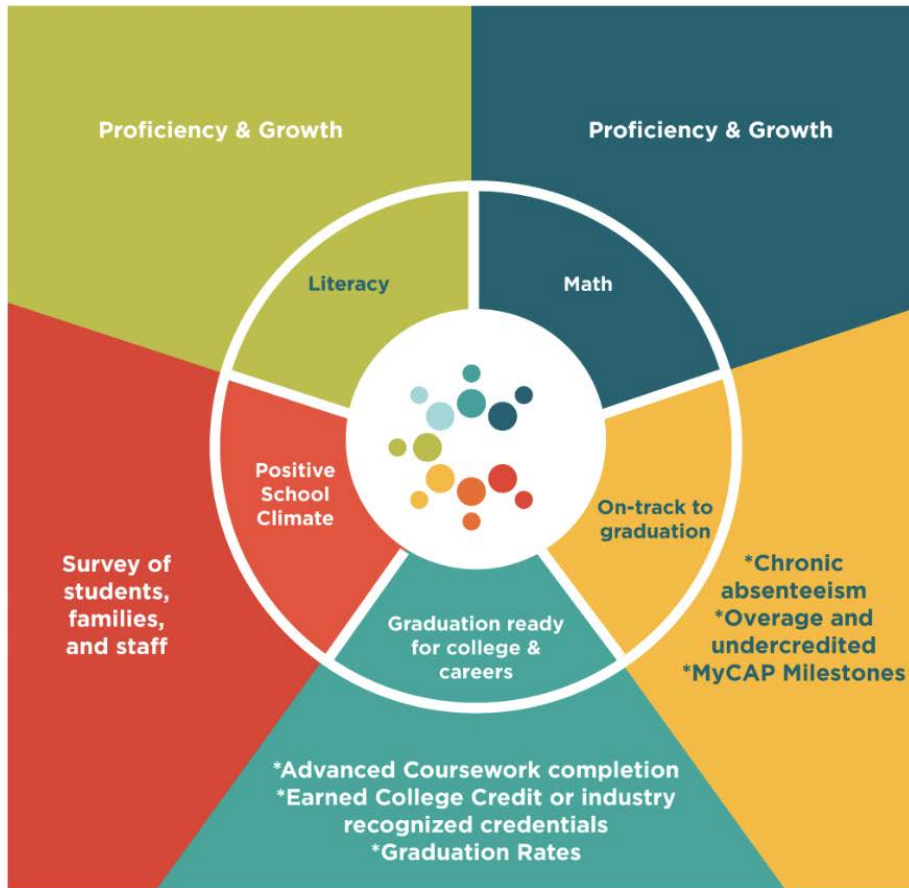 Proficiency & Growth
Proficiency & Growth
Literacy
Math
Positive
School
Climate
On-track to
graduation
Survey of
students,
families,
and staff
*Chronic
absenteeism
*Overage and
undercredited
*MyCAP Milestones
Graduation ready
for college &
careers
*Advanced Coursework completion
*Earned College Credit or industry
recognized credentials
*Graduation Rates